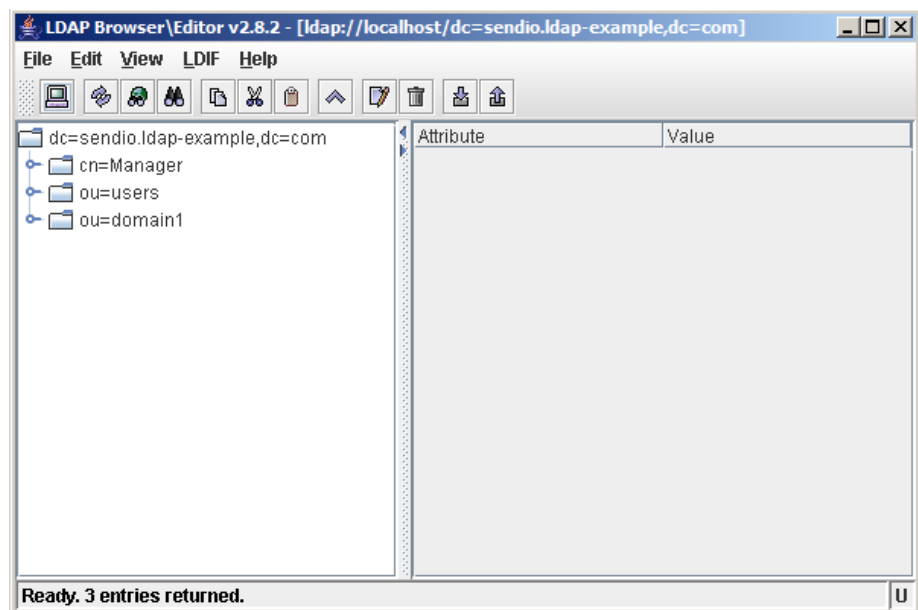 LDAP Browser\Editor v2.8.2 - [ldap://localhost/dc=sendio.ldap-example,dc=com]
File Edit View LDIF Help
dc=sendio.ldap-example,dc=com
cn=Manager
ou=users
ou=domain1
Attribute Value
Ready. 3 entries returned.
U